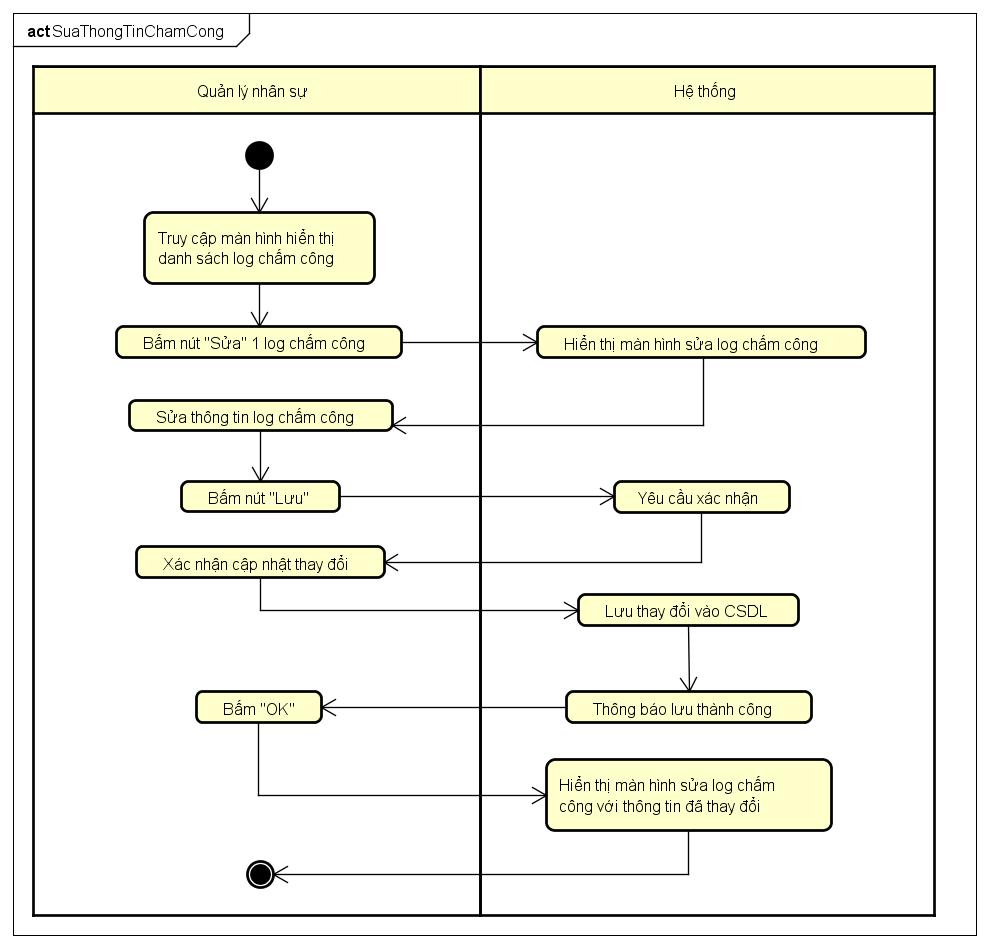 act SuaThongTinChamCong
Quản lý nhân sự
Hệ thống
Truy cập màn hình hiển thị
danh sách log chấm công
Bấm nút "Sửa" 1 log chấm công
Hiển thị màn hình sửa log chấm công
Sửa thông tin log chấm công
Bấm nút "Lưu"
Yêu cầu xác nhận
Xác nhận cập nhật thay đổi
Lưu thay đổi vào CSDL
Bấm "OK"
Thông báo lưu thành công
Hiển thị màn hình sửa log chấm
công với thông tin đã thay đổi